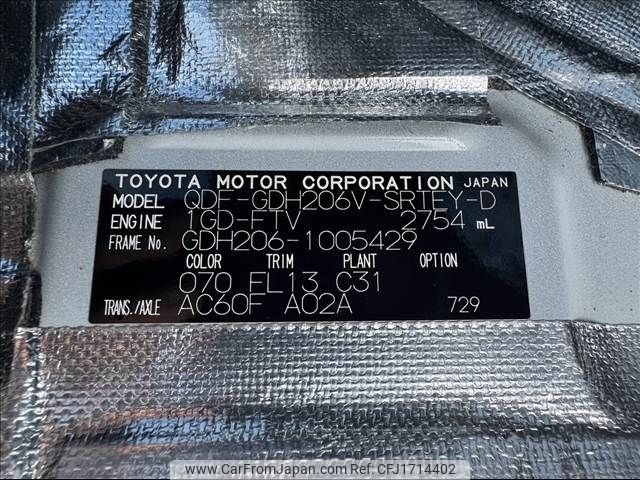 TOYOTA MOTOR CORPORATION JAPAN
MODEL QDF-GDH206V-SRTEY-D
ENGINE 1GD-FTV 2754 mL
FRAME No. GDH206-1005429
COLOR TRIM PLANT OPTION
070 FL13 C31
TRANS./AXLE AC60F A02A 729
www.CarFromJapan.com REF:CFJ1714402